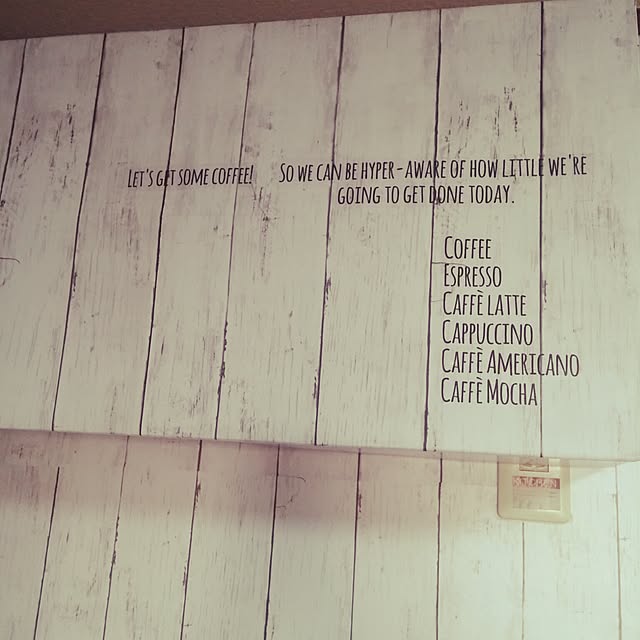 Let's get some coffee!
So we can be hyper-aware of how little we're
going to get done today.
Coffee
Espresso
Caffè latte
Cappuccino
Caffè Americano
Caffè Mocha